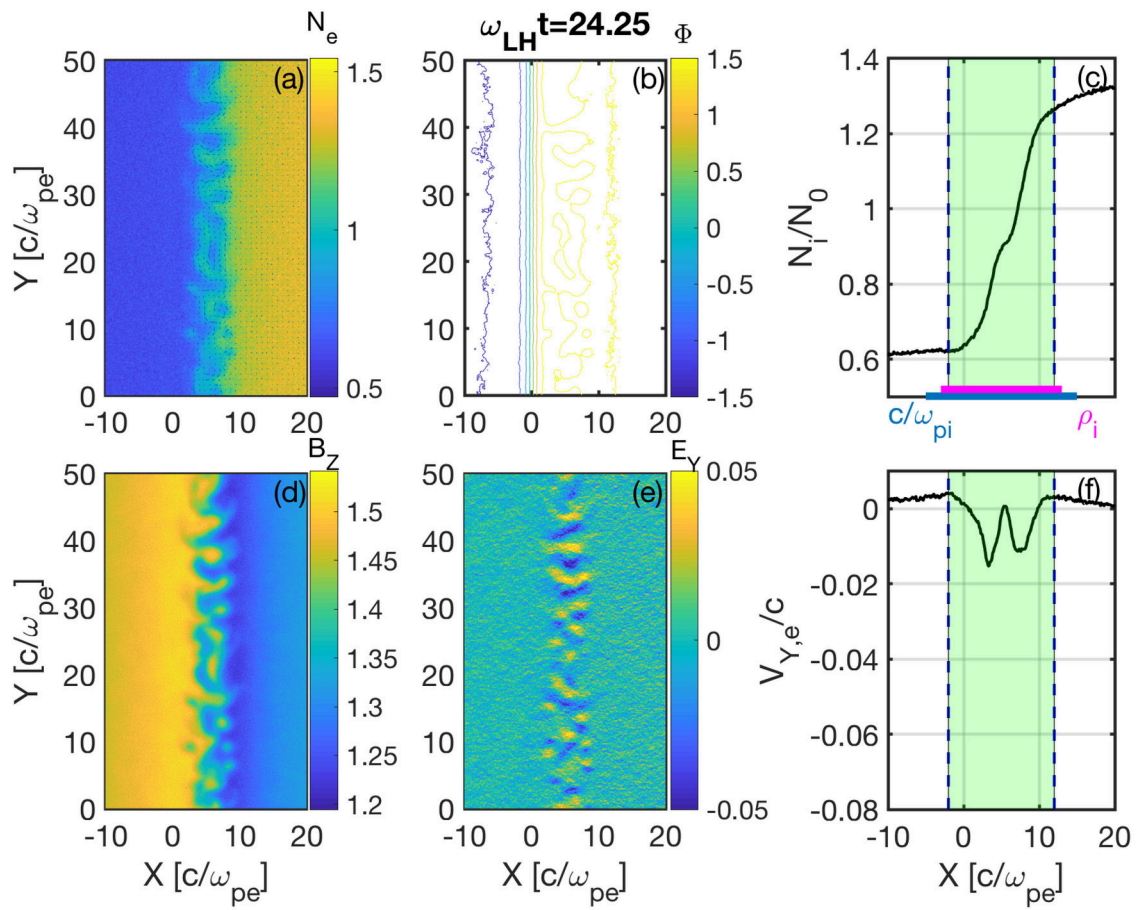 N_e
ω_LH t=24.25
Φ
(a)
Y [c/ω_pe]
50
40
30
20
10
0
-10 0 10 20
1.5
1
0.5
(b)
50
40
30
20
10
0
-10 0 10 20
1.5
1
0.5
0
-0.5
-1
-1.5
(c)
N_i/N_0
1.4
1.2
1
0.8
0.6
c/ω_pi
ρ_i
B_Z
(d)
Y [c/ω_pe]
50
40
30
20
10
0
-10 0 10 20
X [c/ω_pe]
1.5
1.45
1.4
1.35
1.3
1.25
1.2
E_Y
(e)
50
40
30
20
10
0
-10 0 10 20
X [c/ω_pe]
0.05
0
-0.05
(f)
V_Y,e/c
0
-0.02
-0.04
-0.06
-0.08
0 10 20
X [c/ω_pe]